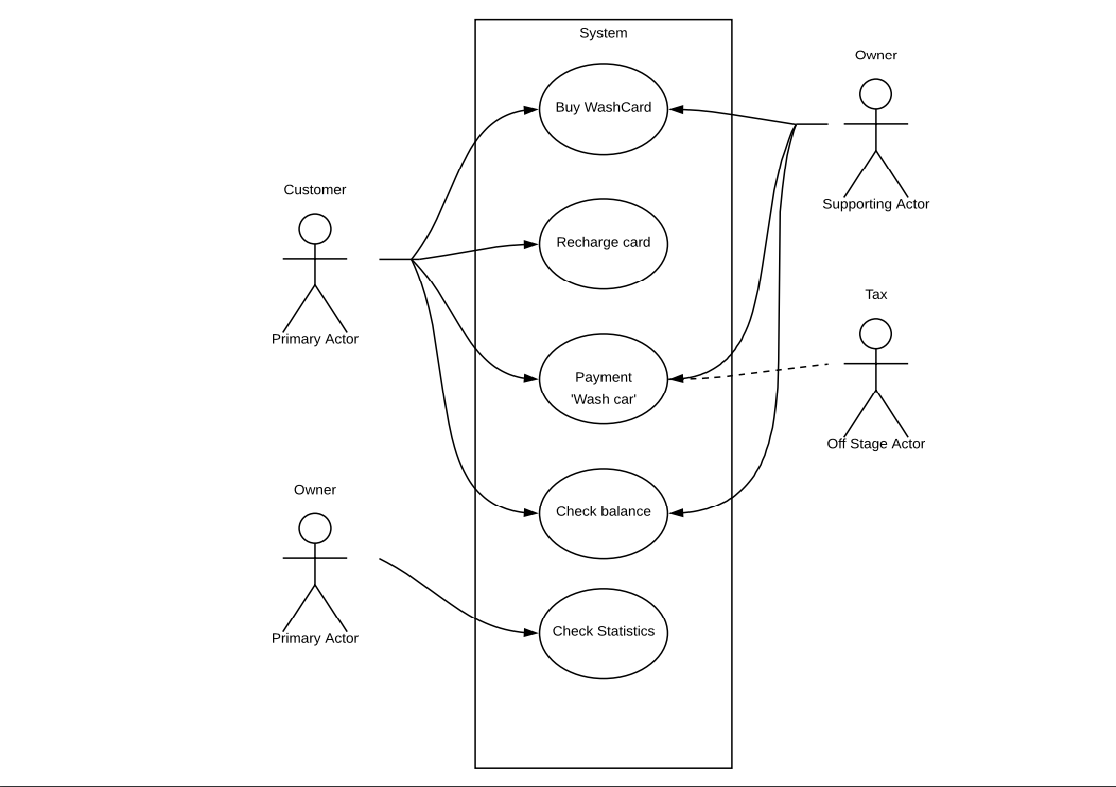 System
Owner
Buy WashCard
Customer
Supporting Actor
Recharge card
Tax
Primary Actor
Payment
'Wash car'
Off Stage Actor
Owner
Check balance
Check Statistics
Primary Actor